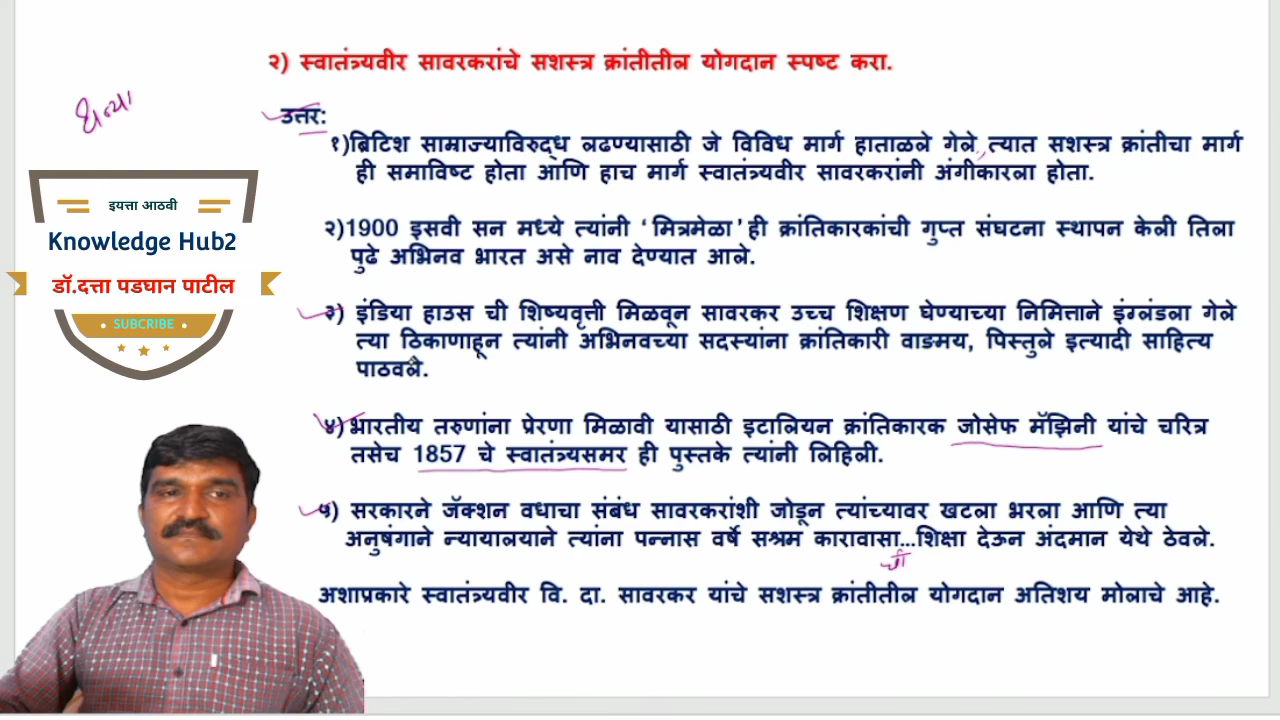 २) स्वातंत्र्यवीर सावरकरांचे सशस्त्र क्रांतीतील योगदान स्पष्ट करा.
उत्तर:
१)ब्रिटिश साम्राज्याविरुद्ध लढण्यासाठी जे विविध मार्ग हाताळले गेले, त्यात सशस्त्र क्रांतीचा मार्ग
ही समाविष्ट होता आणि हाच मार्ग स्वातंत्र्यवीर सावरकरांनी अंगीकारला होता.
२)1900 इसवी सन मध्ये त्यांनी ‘मित्रमेळा’ही क्रांतिकारकांची गुप्त संघटना स्थापन केली तिला
पुढे अभिनव भारत असे नाव देण्यात आले.
३) इंडिया हाउस ची शिष्यवृत्ती मिळवून सावरकर उच्च शिक्षण घेण्याच्या निमित्ताने इंग्लंडला गेले
त्या ठिकाणाहून त्यांनी अभिनवच्या सदस्यांना क्रांतिकारी वाङमय, पिस्तुले इत्यादी साहित्य
पाठवले.
४) भारतीय तरुणांना प्रेरणा मिळावी यासाठी इटालियन क्रांतिकारक जोसेफ मॅझिनी यांचे चरित्र
तसेच 1857 चे स्वातंत्र्यसमर ही पुस्तके त्यांनी लिहिली.
५) सरकारने जॅक्शन वधाचा संबंध सावरकरांशी जोडून त्यांच्यावर खटला भरला आणि त्या
अनुषंगाने न्यायालयाने त्यांना पन्नास वर्षे सश्रम कारावासा...शिक्षा देऊन अंदमान येथे ठेवले.
ची
अशाप्रकारे स्वातंत्र्यवीर वि. दा. सावरकर यांचे सशस्त्र क्रांतीतील योगदान अतिशय मोलाचे आहे.
इयत्ता आठवी
Knowledge Hub2
डॉ.दत्ता पडघान पाटील
• SUBSCRIBE •